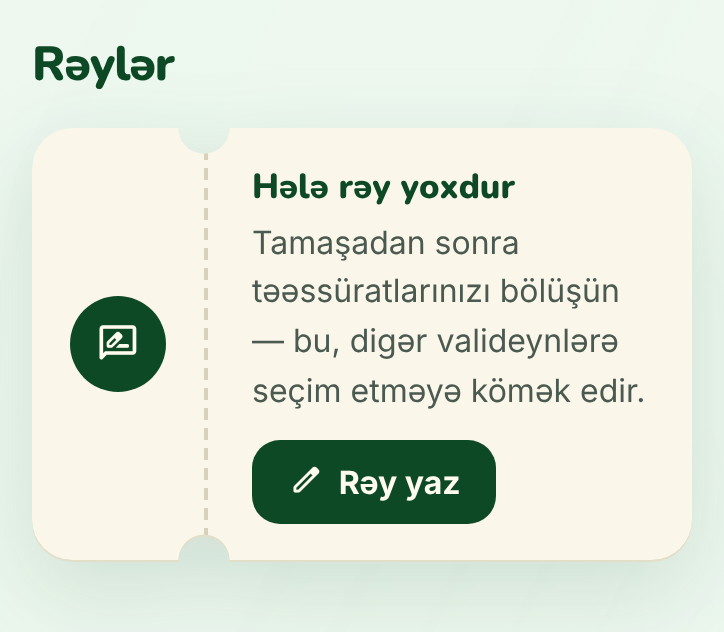 Rəylər
Hələ rəy yoxdur
Tamaşadan sonra
təəssüratlarınızı bölüşün
— bu, digər valideynlərə
seçim etməyə kömək edir.
Rəy yaz